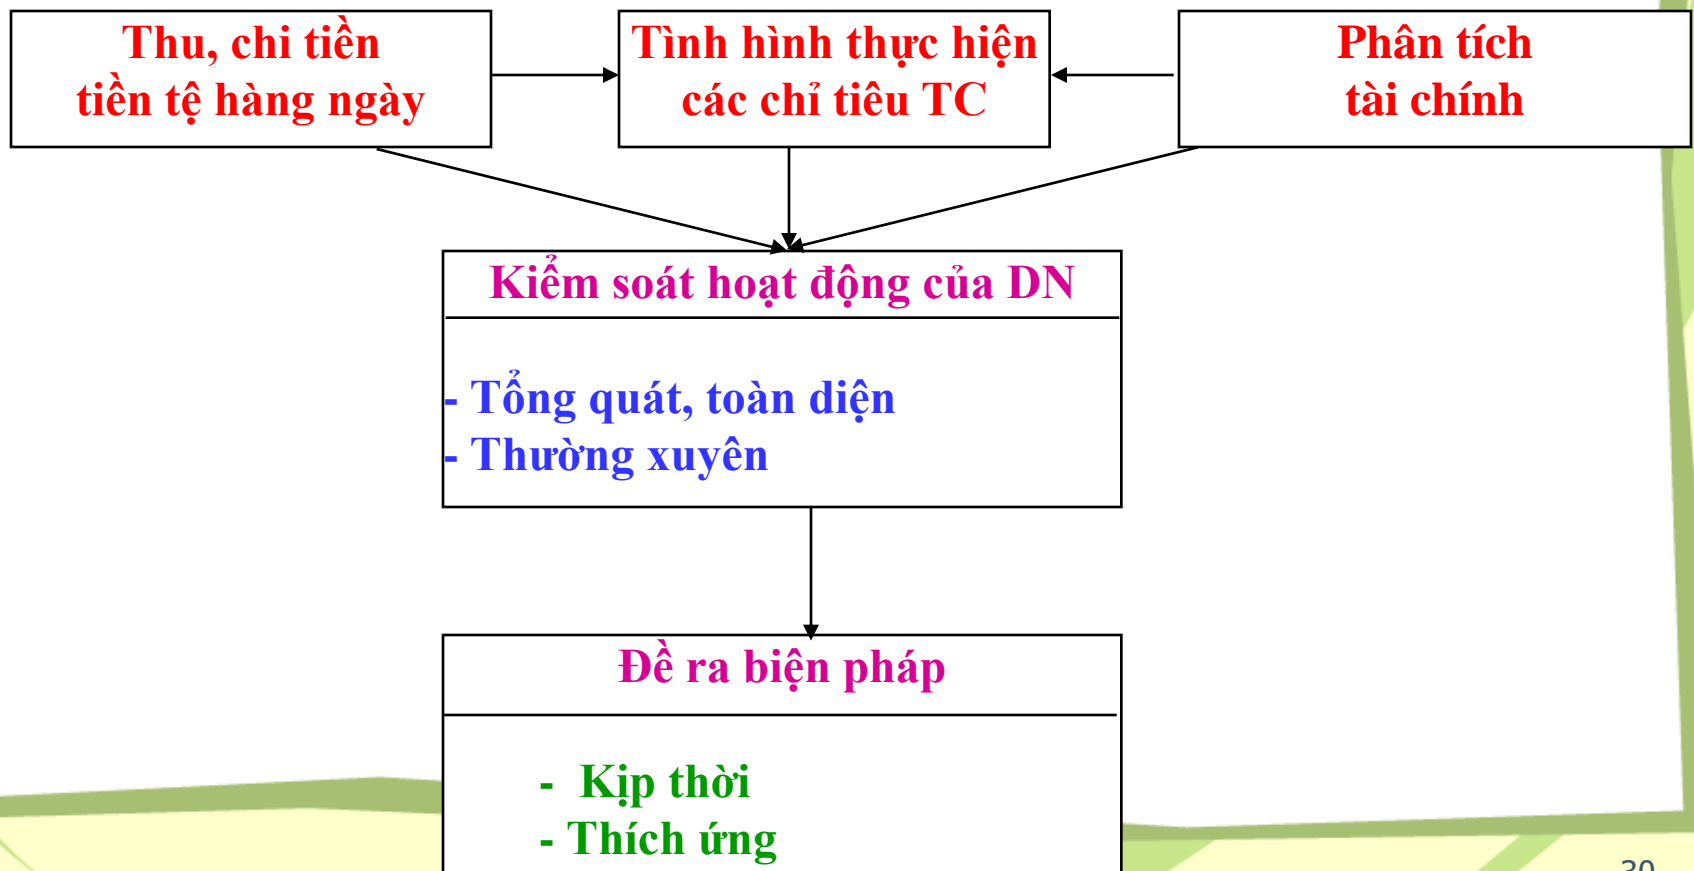 Thu, chi tiền
tiền tệ hàng ngày
Tình hình thực hiện
các chỉ tiêu TC
Phân tích
tài chính
Kiểm soát hoạt động của DN
- Tổng quát, toàn diện
- Thường xuyên
Đề ra biện pháp
- Kịp thời
- Thích ứng
30